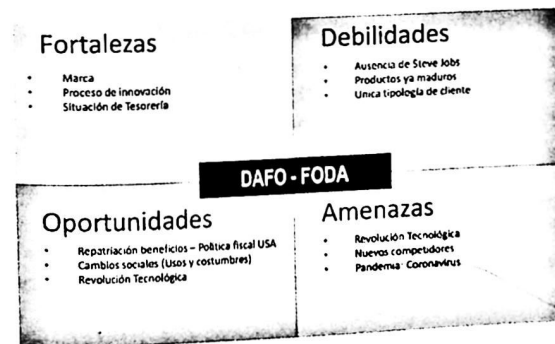 Fortalezas
• Marca
• Proceso de innovación
• Situación de Tesorería
Debilidades
• Ausencia de Steve Jobs
• Productos ya maduros
• Unica tipología de cliente
DAFO - FODA
Oportunidades
• Repatriación beneficios – Política fiscal USA
• Cambios sociales (Usos y costumbres)
• Revolución Tecnológica
Amenazas
• Revolución Tecnológica
• Nuevos competidores
• Pandemia: Coronavirus